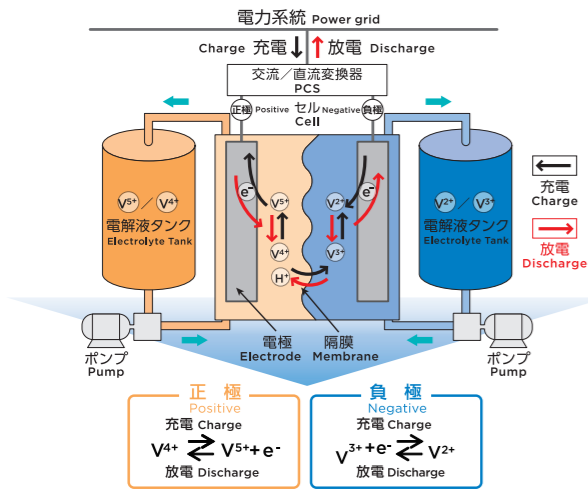 電力系統 Power grid
Charge 充電 放電 Discharge
交流／直流変換器
PCS
正極 Positive セル Negative 負極
Cell
e⁻ e⁻
V⁵⁺／V⁴⁺
電解液タンク
Electrolyte Tank
V⁵⁺ V²⁺
V⁴⁺ V³⁺
H⁺
V²⁺／V³⁺
電解液タンク
Electrolyte Tank
充電
Charge
放電
Discharge
電極
Electrode
隔膜
Membrane
ポンプ
Pump
ポンプ
Pump
正極
Positive
充電 Charge
V⁴⁺ ⇄ V⁵⁺+e⁻
放電 Discharge
負極
Negative
充電 Charge
V³⁺+e⁻ ⇄ V²⁺
放電 Discharge